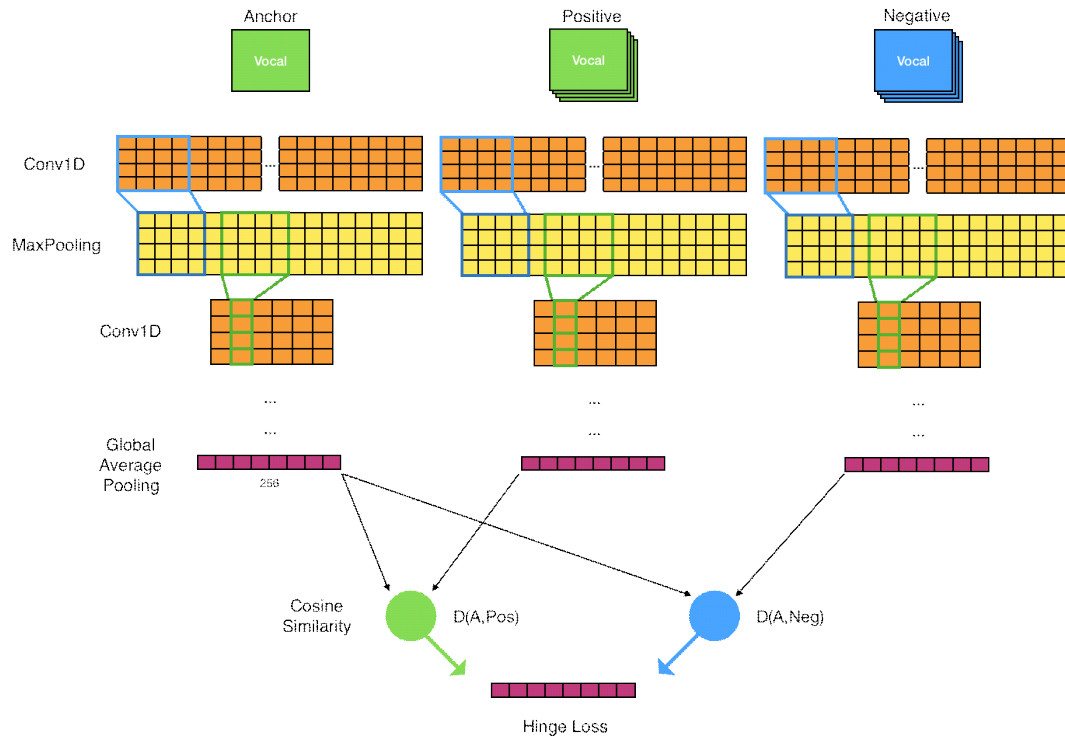 Anchor
Positive
Negative
Vocal
Vocal
Vocal
Conv1D
...
...
...
MaxPooling
Conv1D
...
...
...
...
...
...
Global
Average
Pooling
256
Cosine
Similarity
D(A,Pos)
D(A,Neg)
Hinge Loss